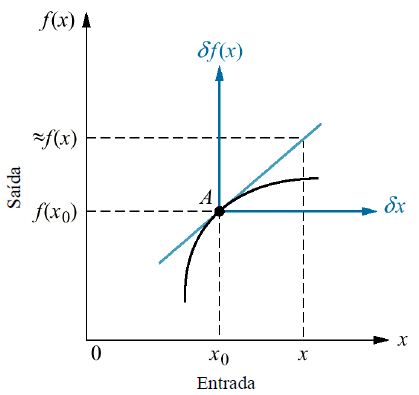 f(x)
δf(x)
≈f(x)
Saída
A
f(x₀)
δx
0
x₀
x
x
Entrada